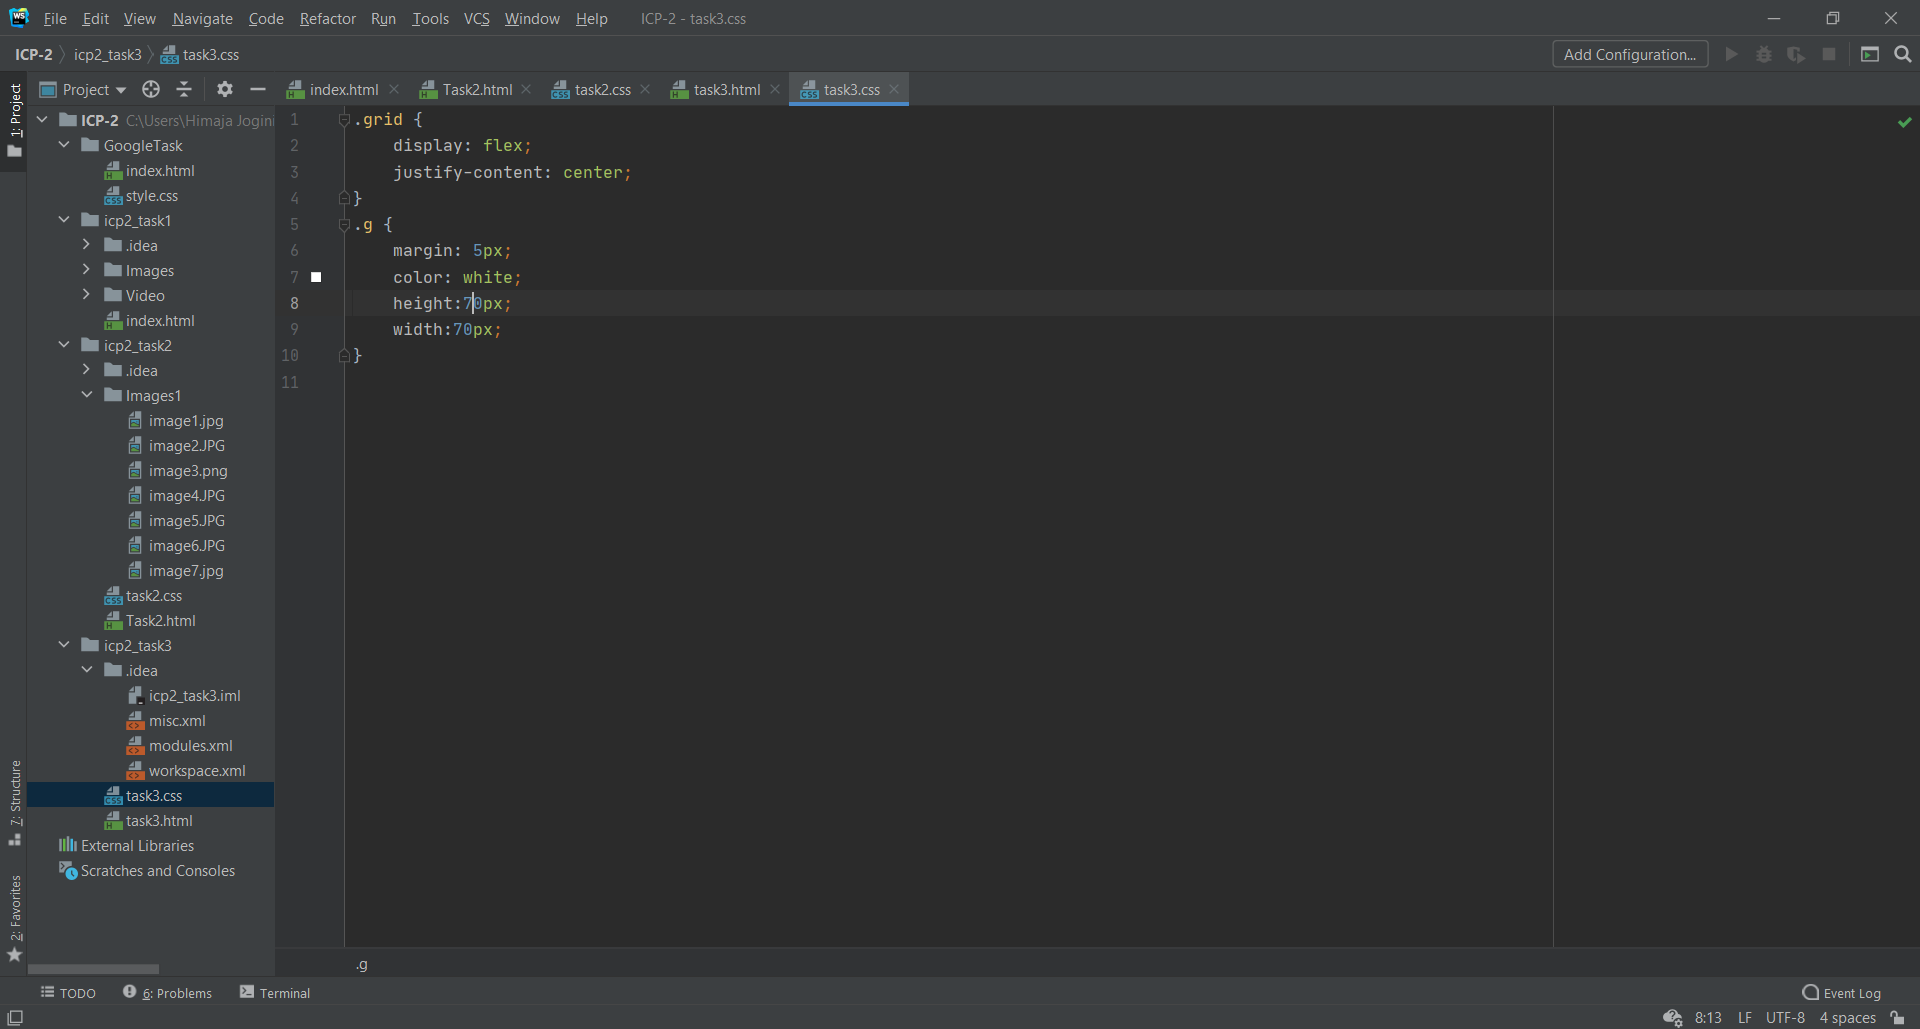 WS File Edit View Navigate Code Refactor Run Tools VCS Window Help ICP-2 - task3.css
ICP-2 icp2_task3 task3.css Add Configuration...
1: Project
Project index.html Task2.html task2.css task3.html task3.css
ICP-2 C:\Users\Himaja Jogini
GoogleTask
index.html
style.css
icp2_task1
.idea
Images
Video
index.html
icp2_task2
.idea
Images1
image1.jpg
image2.JPG
image3.png
image4.JPG
image5.JPG
image6.JPG
image7.jpg
task2.css
Task2.html
icp2_task3
.idea
icp2_task3.iml
misc.xml
modules.xml
workspace.xml
task3.css
task3.html
External Libraries
Scratches and Consoles
1 .grid {
2 display: flex;
3 justify-content: center;
4 }
5 .g {
6 margin: 5px;
7 color: white;
8 height:70px;
9 width:70px;
10 }
11
7: Structure
2: Favorites
.g
TODO 6: Problems Terminal Event Log
8:13 LF UTF-8 4 spaces